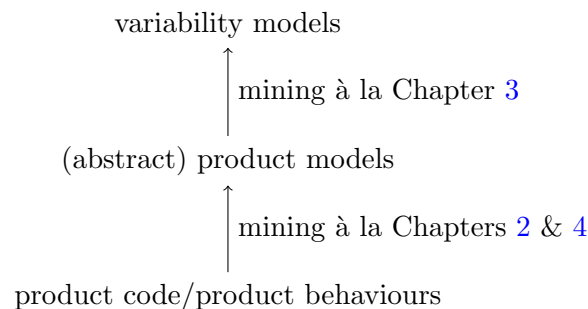 variability models
mining à la Chapter 3
(abstract) product models
mining à la Chapters 2 & 4
product code/product behaviours